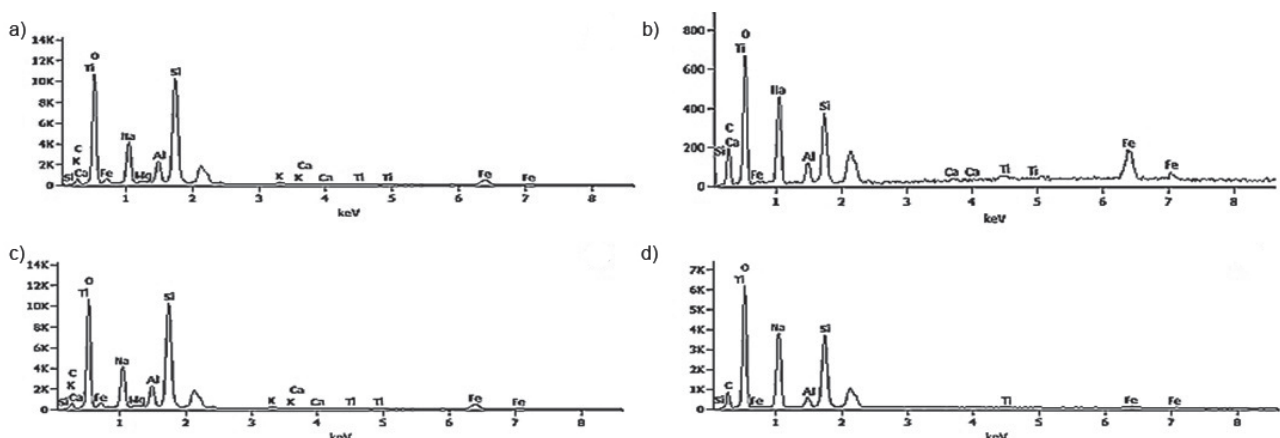 a)
14K
12K
10K
8K
6K
4K
2K
0
O
Ti
Si
Na
Al
C
K
Ca
Si
Ca
Fe
Mg
K
K
Ca
Ti
Ti
Fe
Fe
1 2 3 4 5 6 7 8
keV
b)
800
600
400
200
0
O
Ti
Na
Si
C
Ca
Si
Al
Fe
Ca
Ca
Ti
Ti
Fe
Fe
1 2 3 4 5 6 7 8
keV
c)
14K
12K
10K
8K
6K
4K
2K
0
O
Ti
Si
Na
Al
C
K
Ca
Si
Ca
Fe
Mg
K
K
Ca
Ti
Ti
Fe
Fe
1 2 3 4 5 6 7 8
keV
d)
7K
6K
5K
4K
3K
2K
1K
0
O
Ti
Na
Si
C
Al
Si
Fe
Ti
Fe
Fe
1 2 3 4 5 6 7 8
keV